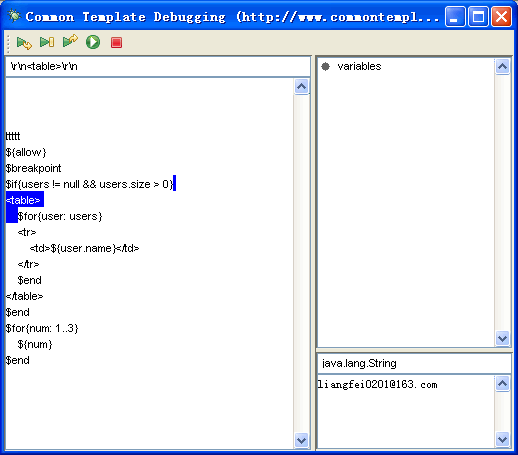 Common Template Debugging (http://www.commontempl...
\r\n<table>\r\n
variables
ttttt
${allow}
$breakpoint
$if{users != null && users.size > 0}
<table>
$for{user: users}
<tr>
<td>${user.name}</td>
</tr>
$end
</table>
$end
$for{num: 1..3}
${num}
$end
java.lang.String
liangfei0201@163.com